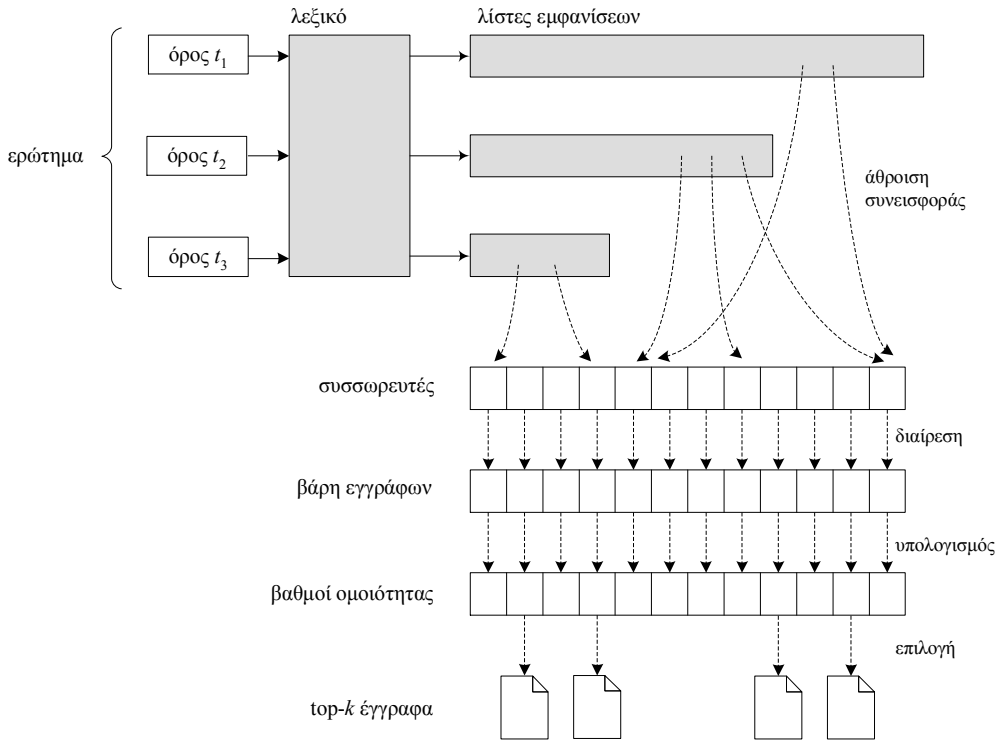 λεξικό
λίστες εμφανίσεων
όρος t1
ερώτημα
όρος t2
άθροιση
συνεισφοράς
όρος t3
συσσωρευτές
διαίρεση
βάρη εγγράφων
υπολογισμός
βαθμοί ομοιότητας
επιλογή
top-k έγγραφα